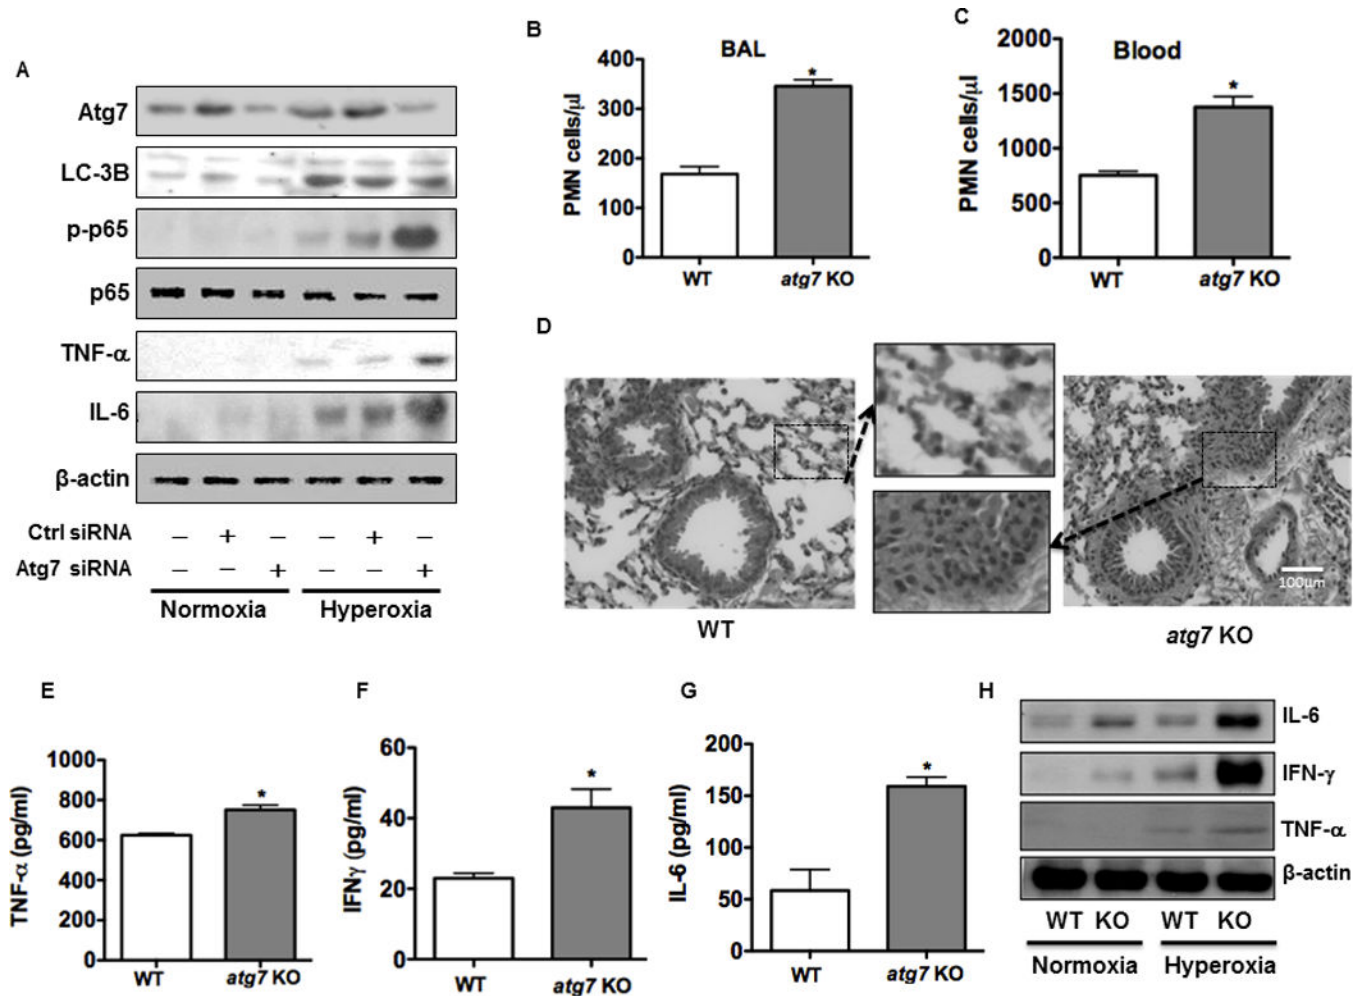 A
Atg7
LC-3B
p-p65
p65
TNF-α
IL-6
β-actin
Ctrl siRNA − + − − + −
Atg7 siRNA − − + − − +
Normoxia Hyperoxia
B
BAL
PMN cells/µl
400
300
200
100
0
*
WT atg7 KO
C
Blood
PMN cells/µl
2000
1500
1000
500
0
*
WT atg7 KO
D
100µm
WT
atg7 KO
E
TNF-α (pg/ml)
1000
800
600
400
200
0
*
WT atg7 KO
F
IFNγ (pg/ml)
60
40
20
0
*
WT atg7 KO
G
IL-6 (pg/ml)
200
150
100
50
0
*
WT atg7 KO
H
IL-6
IFN-γ
TNF-α
β-actin
WT KO WT KO
Normoxia Hyperoxia